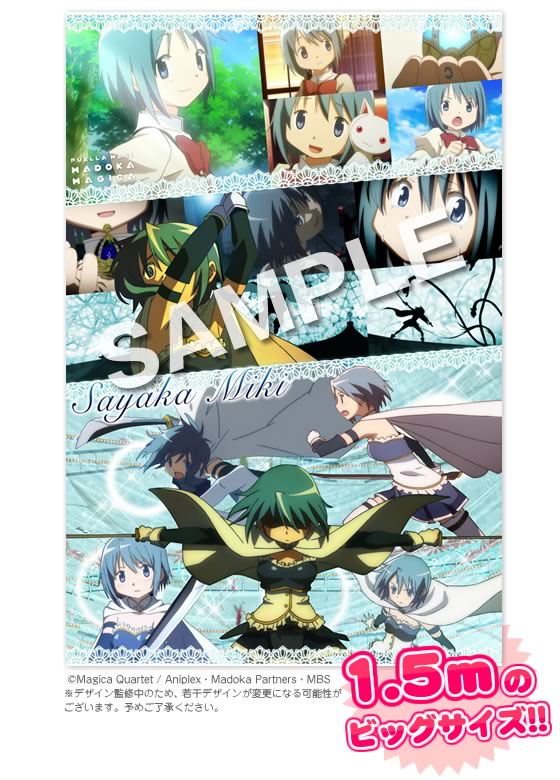 PUELLA MAGI
MADOKA
MAGICA
SAMPLE
Sayaka Miki
©Magica Quartet / Aniplex・Madoka Partners・MBS
※デザイン監修中のため、若干デザインが変更になる可能性が
ございます。予めご了承ください。
1.5mの
ビッグサイズ!!